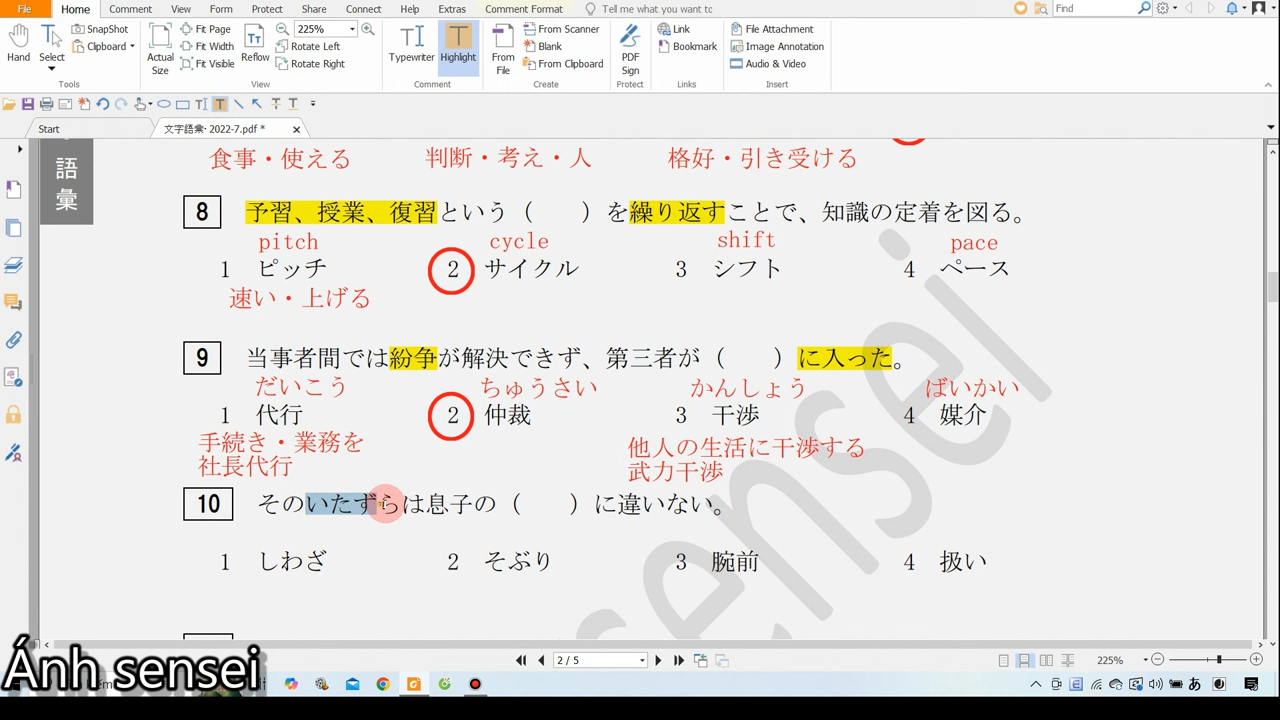 File Home Comment View Form Protect Share Connect Help Extras Comment Format Tell me what you want to Find
Hand Select Tools
SnapShot Clipboard
Actual Size Fit Page Fit Width Fit Visible Reflow 225% Rotate Left Rotate Right View
Typewriter Highlight Comment
From File From Scanner Blank From Clipboard Create
PDF Sign Protect
Link Bookmark Links
File Attachment Image Annotation Audio & Video Insert
Start 文字語彙· 2022-7.pdf *
語彙
食事・使える 判断・考え・人 格好・引き受ける
8 予習、授業、復習という（ ）を繰り返すことで、知識の定着を図る。
pitch cycle shift pace
1 ピッチ 2 サイクル 3 シフト 4 ペース
速い・上げる
9 当事者間では紛争が解決できず、第三者が（ ）に入った。
だいこう ちゅうさい かんしょう ばいかい
1 代行 2 仲裁 3 干渉 4 媒介
手続き・業務を 他人の生活に干渉する
社長代行 武力干渉
10 そのいたずらは息子の（ ）に違いない。
1 しわざ 2 そぶり 3 腕前 4 扱い
sensei
Ánh sensei
2 / 5 225%
あ